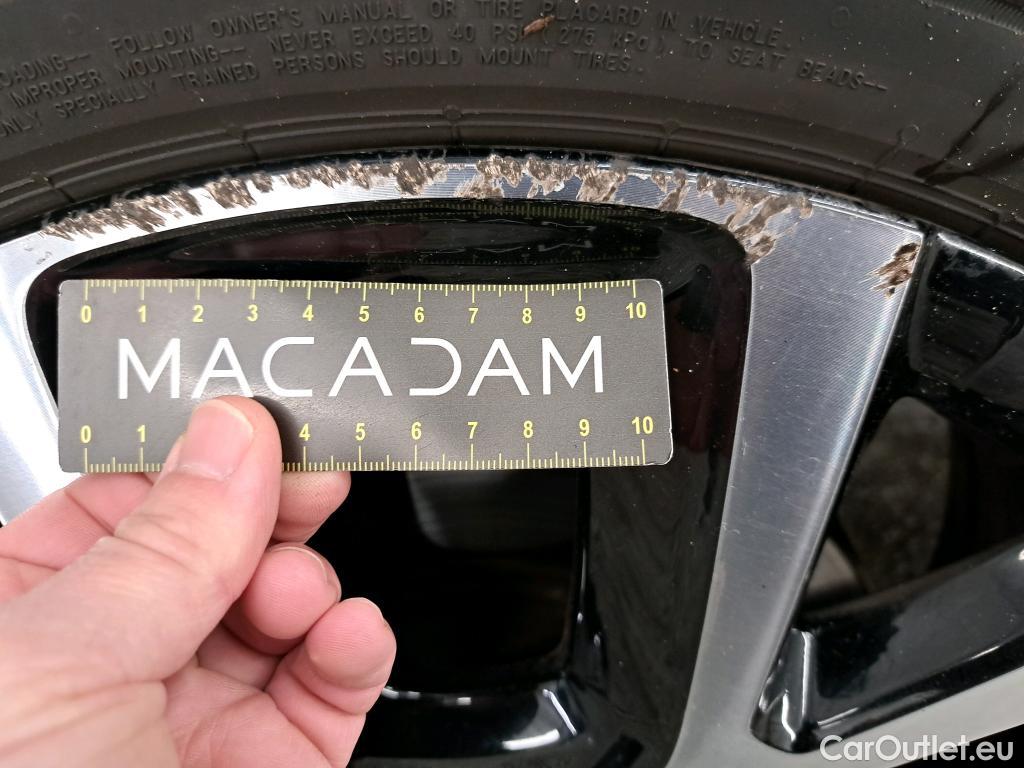 OADING-- FOLLOW OWNER'S MANUAL OR TIRE PLACARD IN VEHICLE.
IMPROPER MOUNTING-- NEVER EXCEED 40 PSI (275 kPa) TO SEAT BEADS--
ONLY SPECIALLY TRAINED PERSONS SHOULD MOUNT TIRES.
0 1 2 3 4 5 6 7 8 9 10
MACADAM
0 1 4 5 6 7 8 9 10
CarOutlet.eu